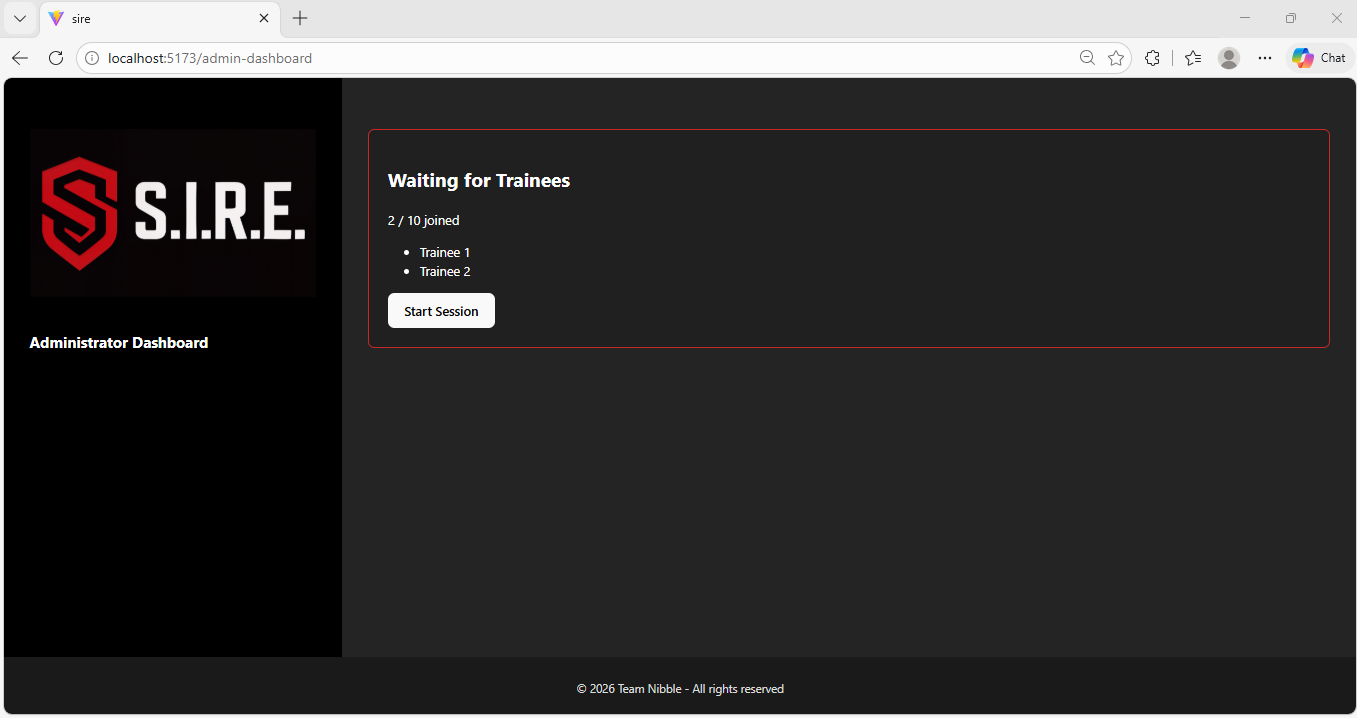 sire
localhost:5173/admin-dashboard
Chat
S.I.R.E.
Administrator Dashboard
Waiting for Trainees
2 / 10 joined
Trainee 1
Trainee 2
Start Session
© 2026 Team Nibble - All rights reserved